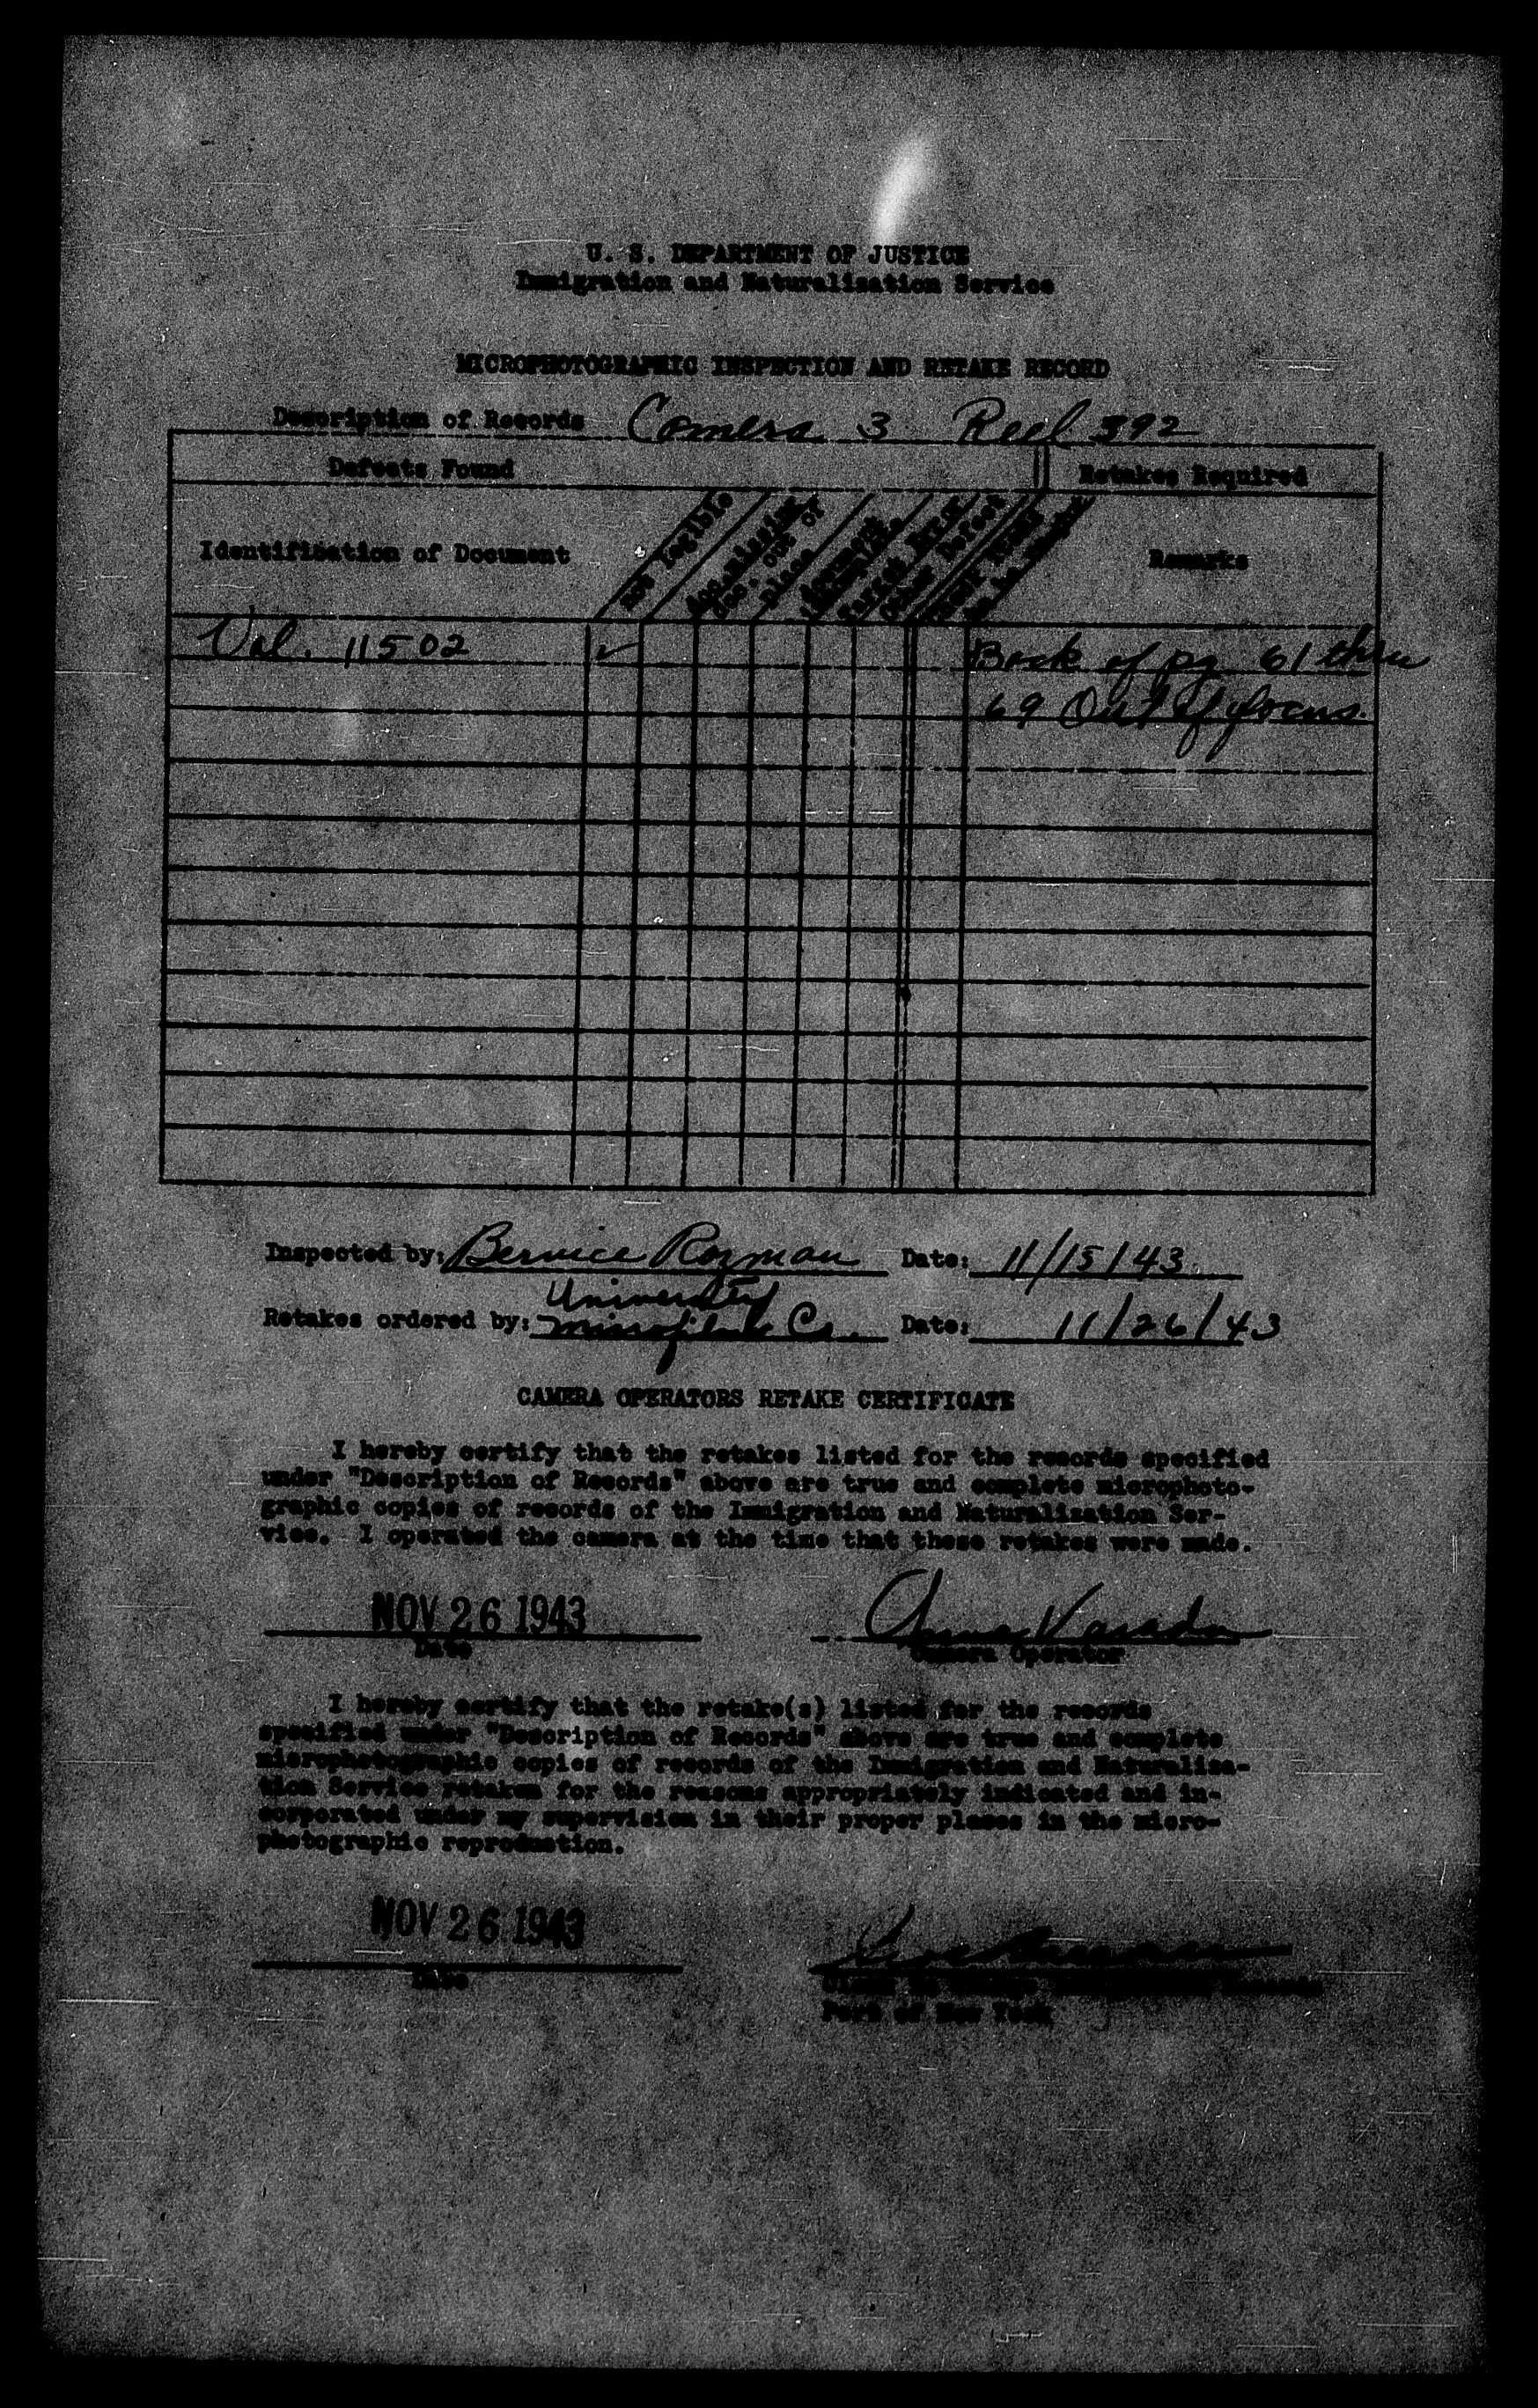 U. S. DEPARTMENT OF JUSTICE
Immigration and Naturalization Service
MICROPHOTOGRAPHIC INSPECTION AND RETAKE RECORD
Description of Records Comera 3 Reel 392
Defects Found Retakes Required
Identification of Document Not legible Remarks
Vol. 11502 ✓ Back of pg 61 thru
69 Out of focus.
Inspected by: Bernice Rozman Date: 11/15/43
University
Retakes ordered by: Microfilms Co. Date: 11/26/43
CAMERA OPERATORS RETAKE CERTIFICATE
I hereby certify that the retakes listed for the records specified
under "Description of Records" above are true and complete microphoto-
graphic copies of records of the Immigration and Naturalization Ser-
vice. I operated the camera at the time that these retakes were made.
NOV 26 1943
Date Camera Operator
I hereby certify that the retake(s) listed for the records
specified under "Description of Records" above are true and complete
microphotographic copies of records of the Immigration and Naturaliza-
tion Service retaken for the reasons appropriately indicated and in-
corporated under my supervision in their proper places in the micro-
photographic reproduction.
NOV 26 1943
Date
Port of New York